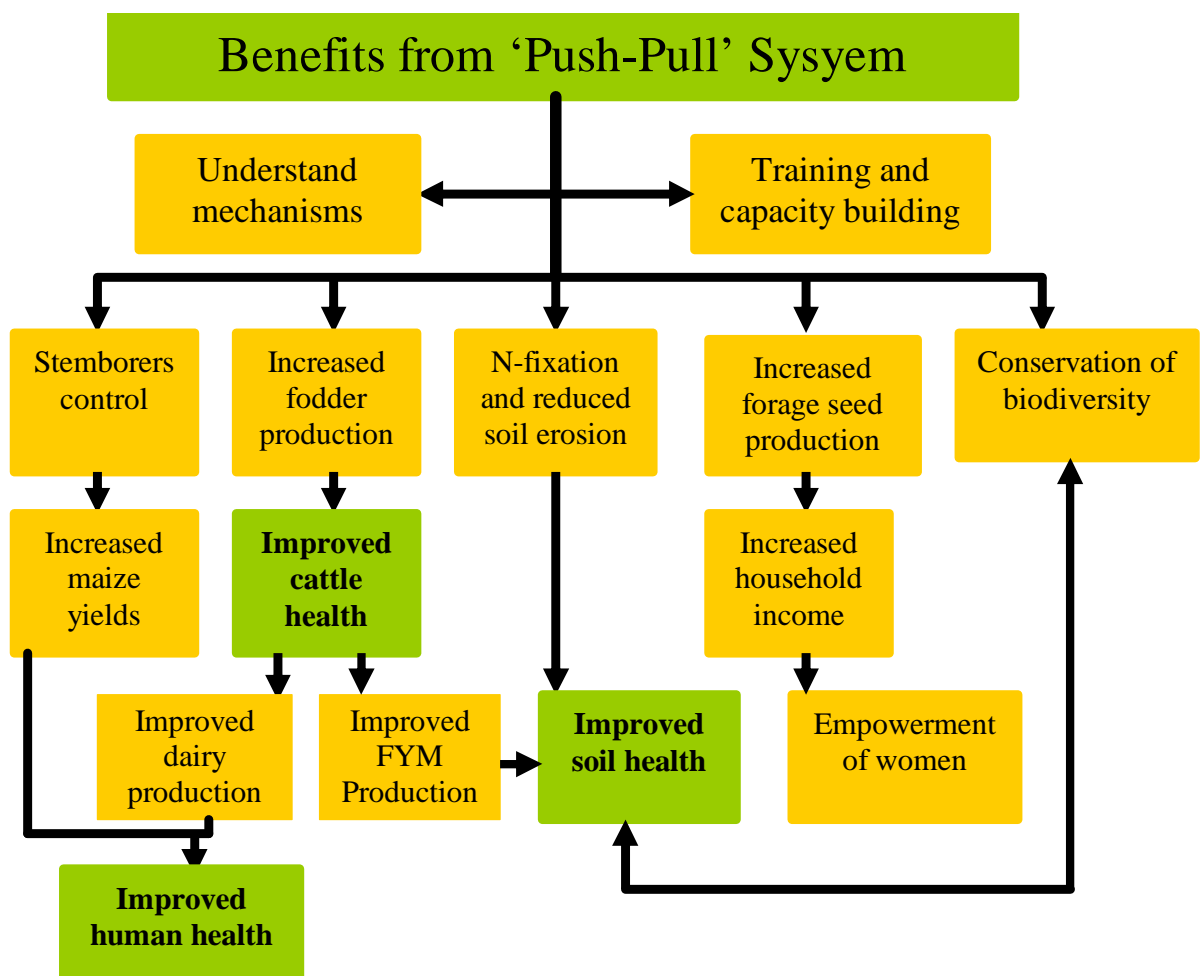 Benefits from ‘Push-Pull’ Sysyem
Understand
mechanisms
Training and
capacity building
Stemborers
control
Increased
fodder
production
N-fixation
and reduced
soil erosion
Increased
forage seed
production
Conservation of
biodiversity
Increased
maize
yields
Improved
cattle
health
Increased
household
income
Improved
dairy
production
Improved
FYM
Production
Improved
soil health
Empowerment
of women
Improved
human health